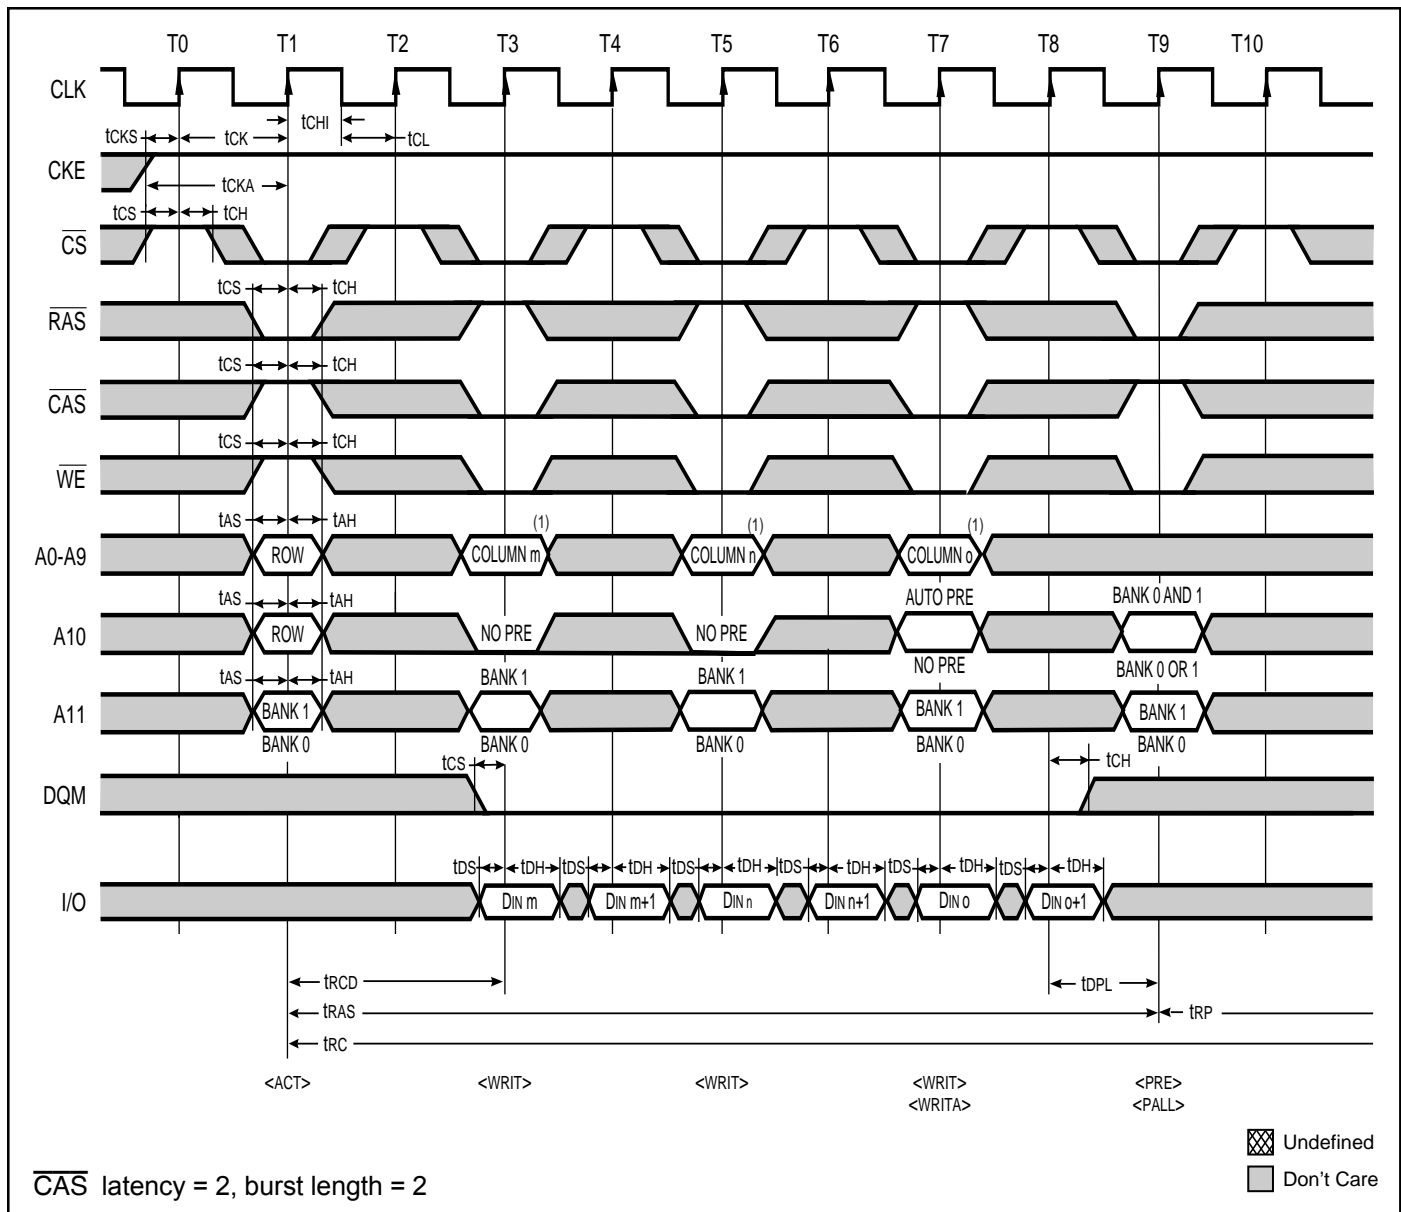 T0 T1 T2 T3 T4 T5 T6 T7 T8 T9 T10
CLK
tCHI
tCKS tCK tCL
CKE
tCKA
tCS tCH
CS
tCS tCH
RAS
tCS tCH
CAS
tCS tCH
WE
tAS tAH (1) (1) (1)
A0-A9 ROW COLUMN m COLUMN n COLUMN o
tAS tAH AUTO PRE BANK 0 AND 1
A10 ROW NO PRE NO PRE
NO PRE BANK 0 OR 1
tAS tAH BANK 1 BANK 1
A11 BANK 1 BANK 1 BANK 1
BANK 0 BANK 0 BANK 0 BANK 0 BANK 0
tCS tCH
DQM
tDS tDH tDS tDH tDS tDH tDS tDH tDS tDH tDS tDH
I/O DIN m DIN m+1 DIN n DIN n+1 DIN o DIN o+1
tRCD tDPL
tRAS tRP
tRC
<ACT> <WRIT> <WRIT> <WRIT> <PRE>
<WRITA> <PALL>
Undefined
Don't Care
CAS latency = 2, burst length = 2